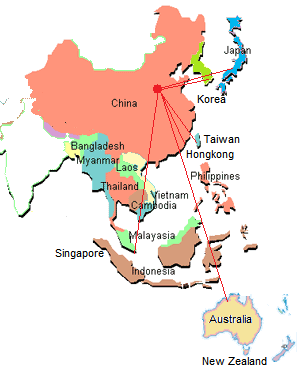 Japan
China
Korea
Taiwan
Bangladesh
Hongkong
Myanmar
Laos
Philippines
Thailand
Vietnam
Cambodia
Malayasia
Singapore
Indonesia
Australia
New Zealand